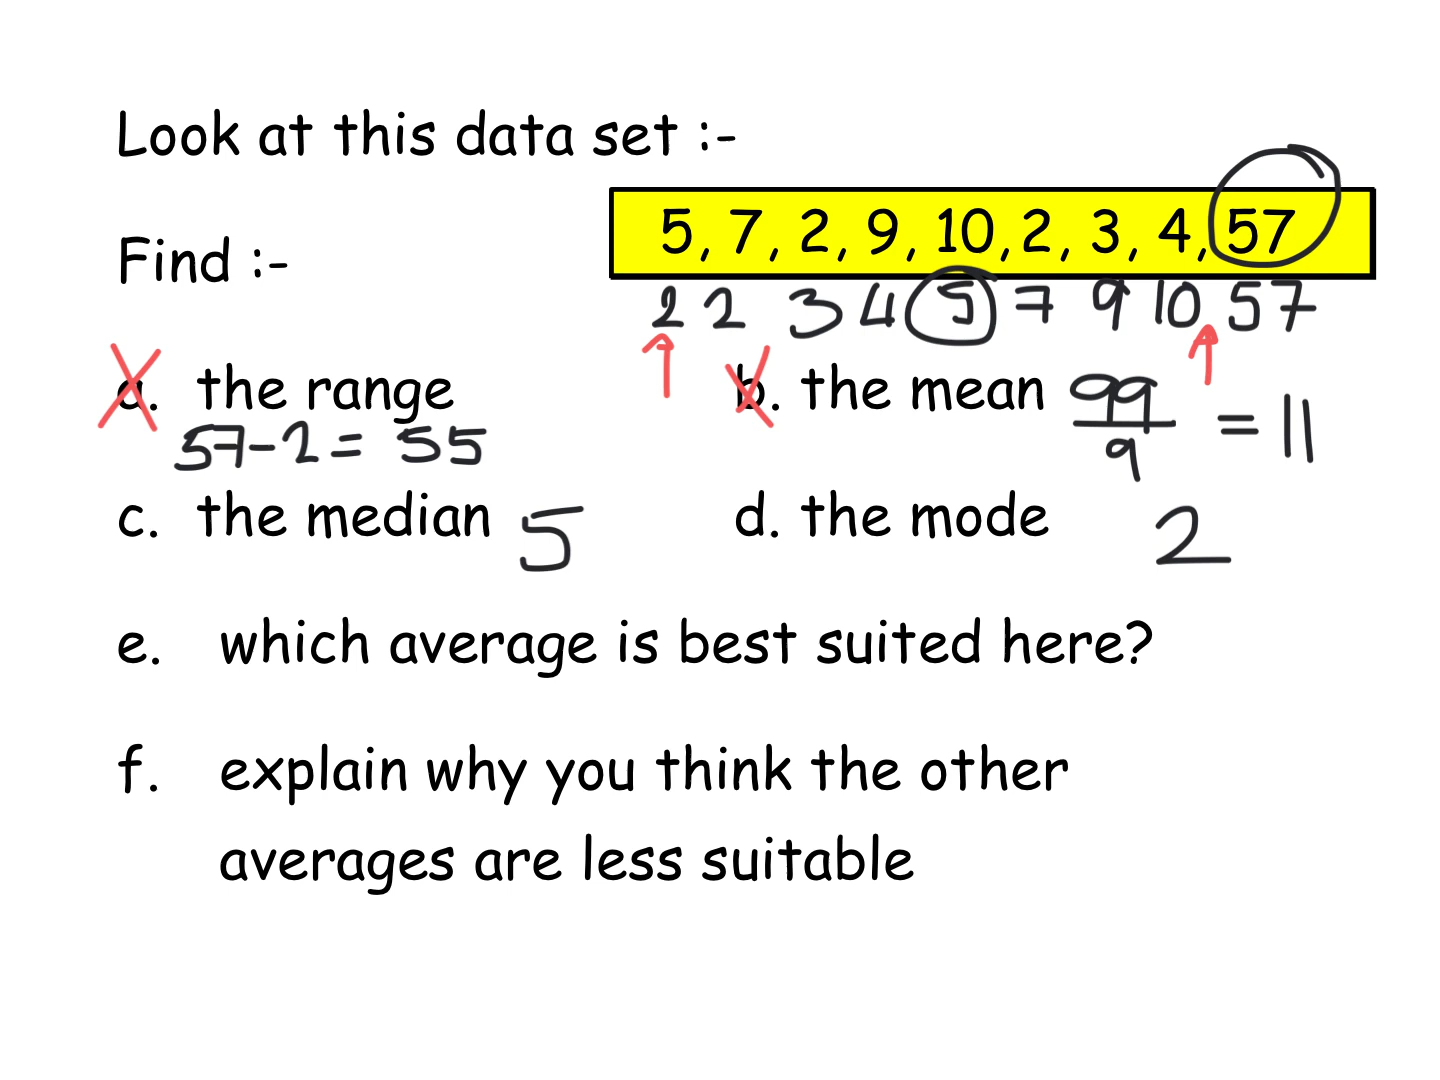 Look at this data set :-
5, 7, 2, 9, 10, 2, 3, 4, 57
Find :-
2 2 3 4 5 7 9 10 57
a. the range
b. the mean 99/9 = 11
57-2 = 55
c. the median 5
d. the mode 2
e. which average is best suited here?
f. explain why you think the other
averages are less suitable